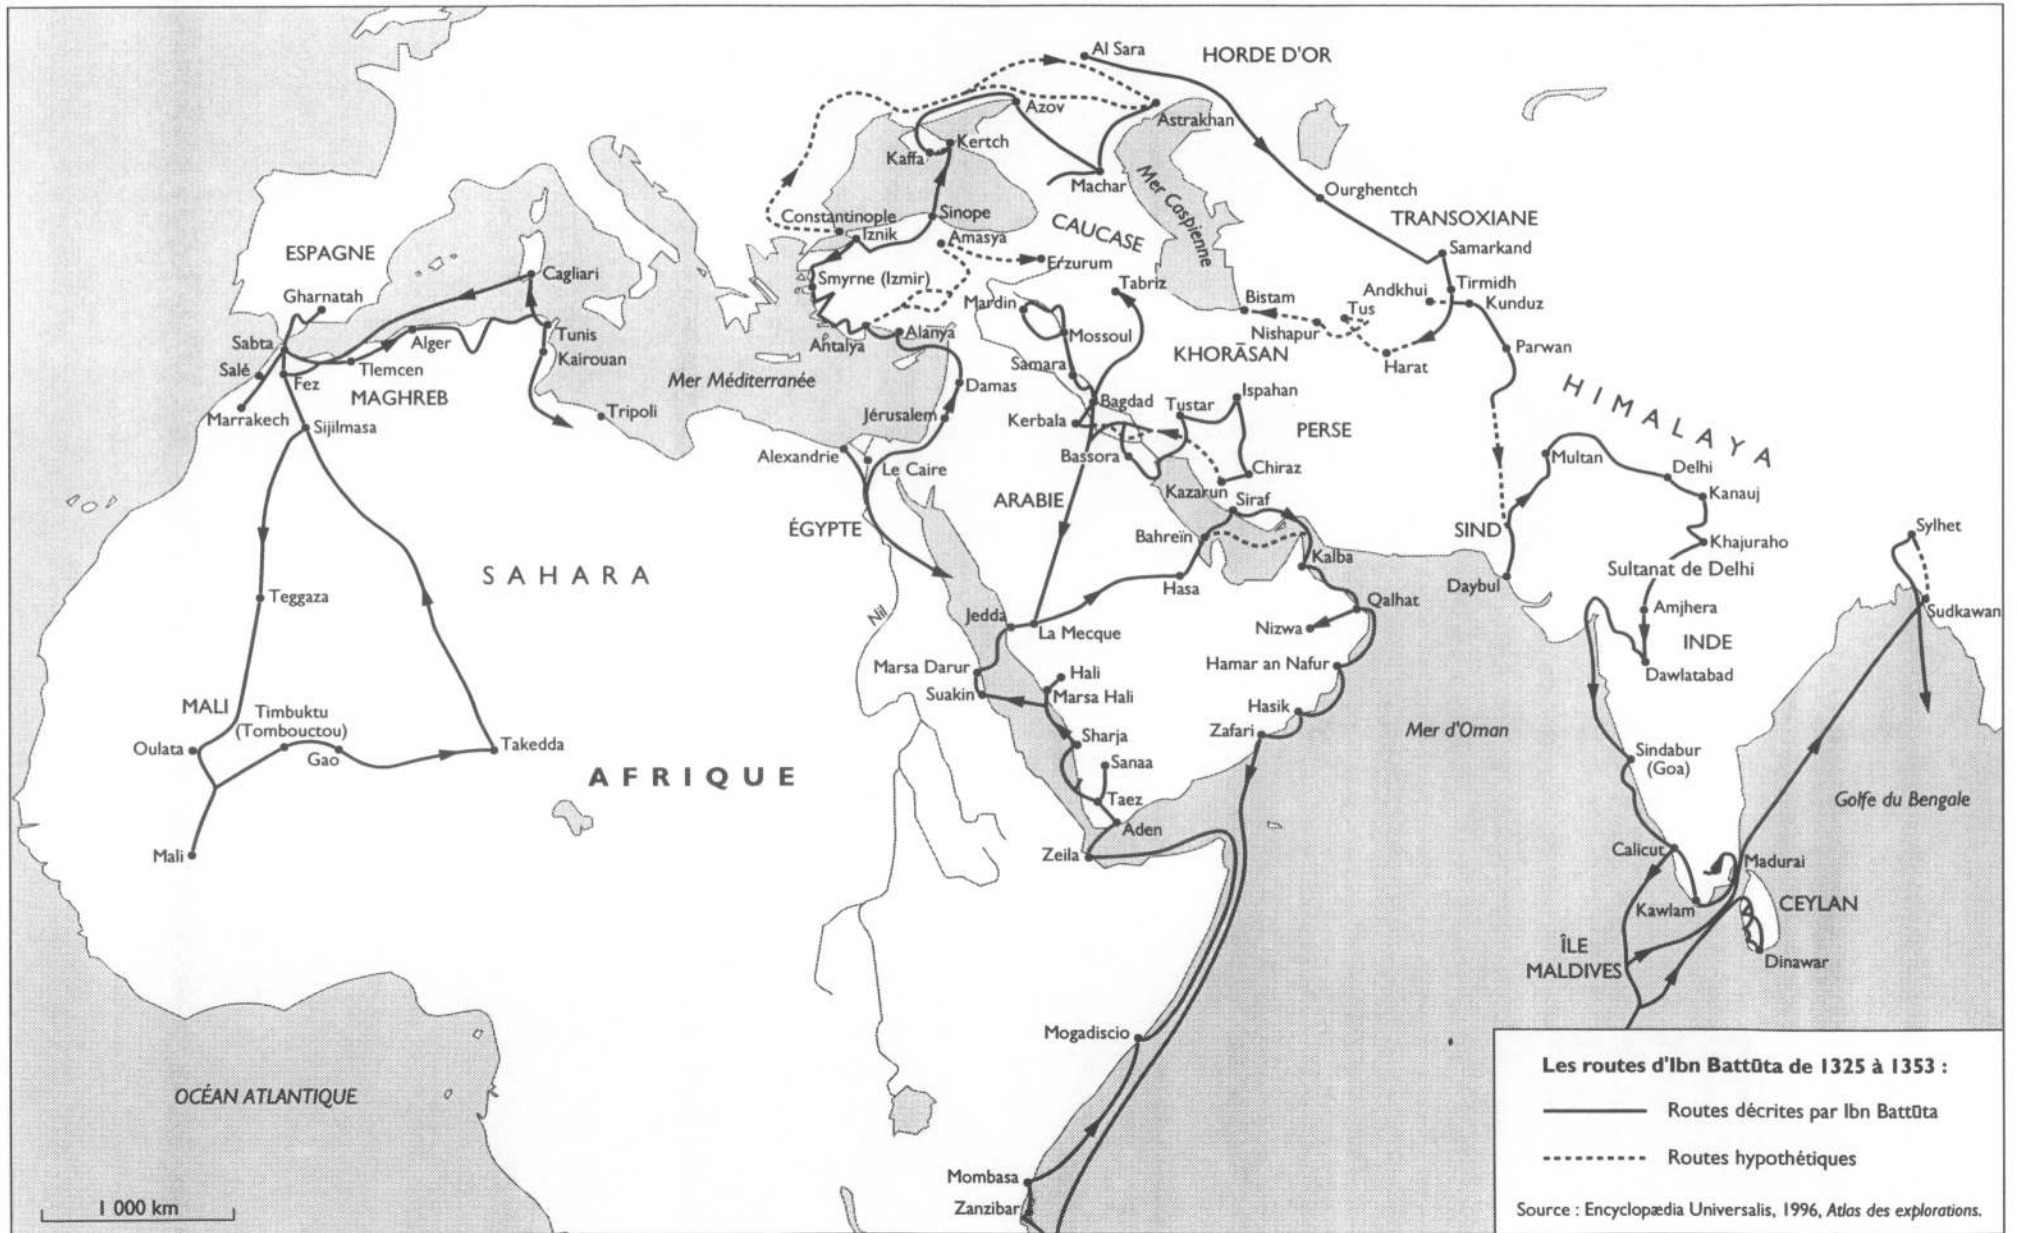 Al Sara
HORDE D'OR
Azov
Astrakhan
Kertch
Kaffa
Machar
Mer Caspienne
Ourghentch
TRANSOXIANE
Constantinople
Sinope
Iznik
Amasya
CAUCASE
Erzurum
Samarkand
ESPAGNE
Cagliari
Smyrne (Izmir)
Tabriz
Tirmidh
Andkhui
Kunduz
Gharnatah
Mardin
Bistam
Tus
Nishapur
Sabta
Alger
Tunis
Antalya
Alanya
Mossoul
KHORĀSAN
Parwan
Harat
Kairouan
Salé
Fez
Tlemcen
Mer Méditerranée
Samara
HIMALAYA
MAGHREB
Damas
Ispahan
Marrakech
Sijilmasa
Tripoli
Jérusalem
Bagdad
Tustar
Kerbala
PERSE
Alexandrie
Le Caire
Bassora
Chiraz
Multan
Delhi
Kazarun
Siraf
Kanauj
ARABIE
ÉGYPTE
Bahreïn
SIND
Sylhet
Kalba
Khajuraho
SAHARA
Sultanat de Delhi
Hasa
Daybul
Teggaza
Nil
Qalhat
Amjhera
Sudkawan
Jedda
La Mecque
Nizwa
INDE
Marsa Darur
Hali
Hamar an Nafur
Dawlatabad
Suakin
Marsa Hali
MALI
Timbuktu
(Tombouctou)
Hasik
Zafari
Mer d'Oman
Oulata
Gao
Takedda
Sharja
Sindabur
(Goa)
AFRIQUE
Sanaa
Taez
Golfe du Bengale
Aden
Mali
Zeila
Calicut
Madurai
Kawlam
CEYLAN
ÎLE
MALDIVES
Dinawar
Mogadiscio
OCÉAN ATLANTIQUE
Mombasa
Zanzibar
1 000 km
Les routes d'Ibn Battūta de 1325 à 1353 :
Routes décrites par Ibn Battūta
Routes hypothétiques
Source : Encyclopædia Universalis, 1996, Atlas des explorations.